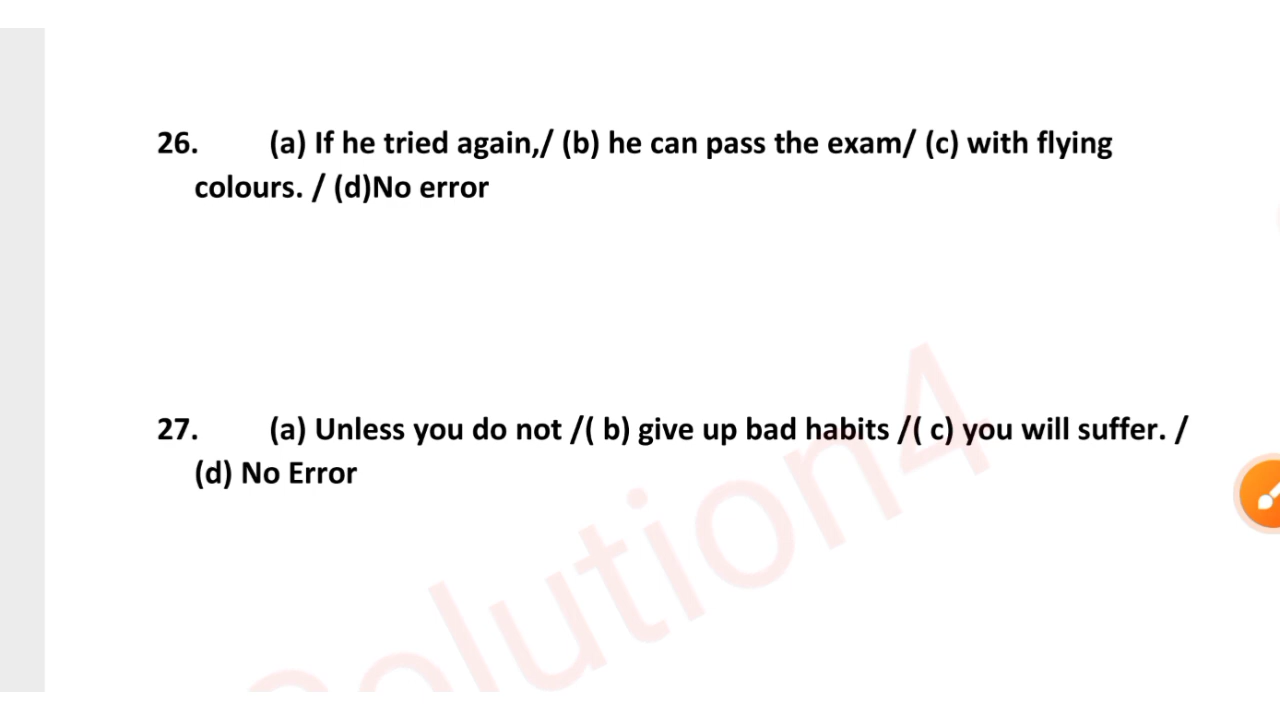 26. (a) If he tried again,/ (b) he can pass the exam/ (c) with flying
colours. / (d)No error
27. (a) Unless you do not /( b) give up bad habits /( c) you will suffer. /
(d) No Error
Solution4